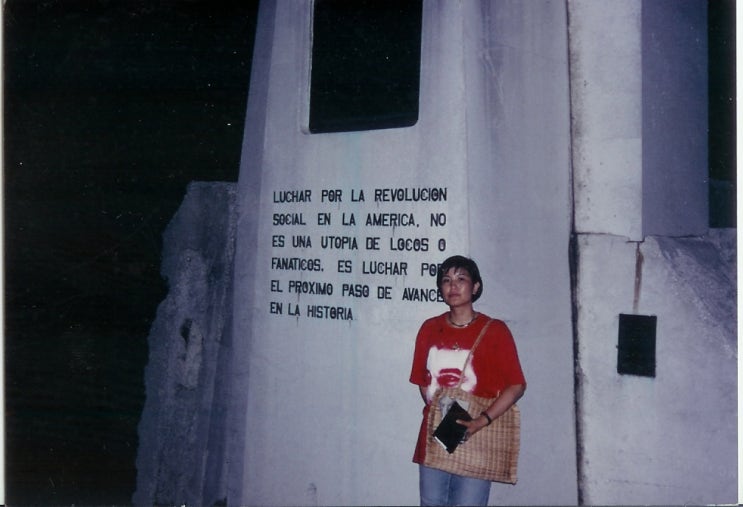 LUCHAR POR LA REVOLUCION
SOCIAL EN LA AMERICA, NO
ES UNA UTOPIA DE LOCOS O
FANATICOS. ES LUCHAR POR
EL PROXIMO PASO DE AVANCE
EN LA HISTORIA